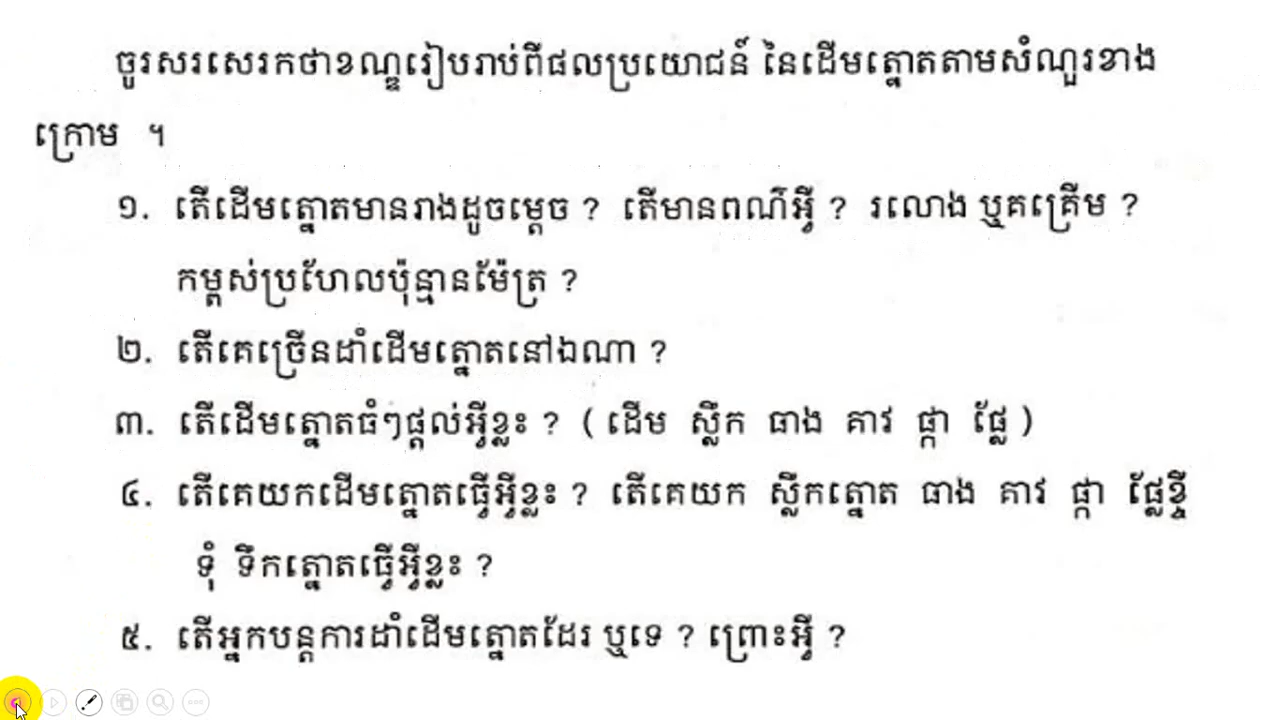 ចូរសរសេរកថាខណ្ឌរៀបរាប់ពីផលប្រយោជន៍ នៃដើមត្នោតតាមសំណួរខាង
ក្រោម ។
១. តើដើមត្នោតមានរាងដូចម្ដេច ? តើមានពណ៌អ្វី ? រលោង ឬគគ្រើម ?
កម្ពស់ប្រហែលប៉ុន្មានម៉ែត្រ ?
២. តើគេច្រើនដាំដើមត្នោតនៅឯណា ?
៣. តើដើមត្នោតធំៗផ្ដល់អ្វីខ្លះ ? ( ដើម ស្លឹក ធាង គាវ ផ្កា ផ្លែ )
៤. តើគេយកដើមត្នោតធ្វើអ្វីខ្លះ ? តើគេយក ស្លឹកត្នោត ធាង គាវ ផ្កា ផ្លែខ្ចី
ទុំ ទឹកត្នោតធ្វើអ្វីខ្លះ ?
៥. តើអ្នកបន្តការដាំដើមត្នោតដែរ ឬទេ ? ព្រោះអ្វី ?